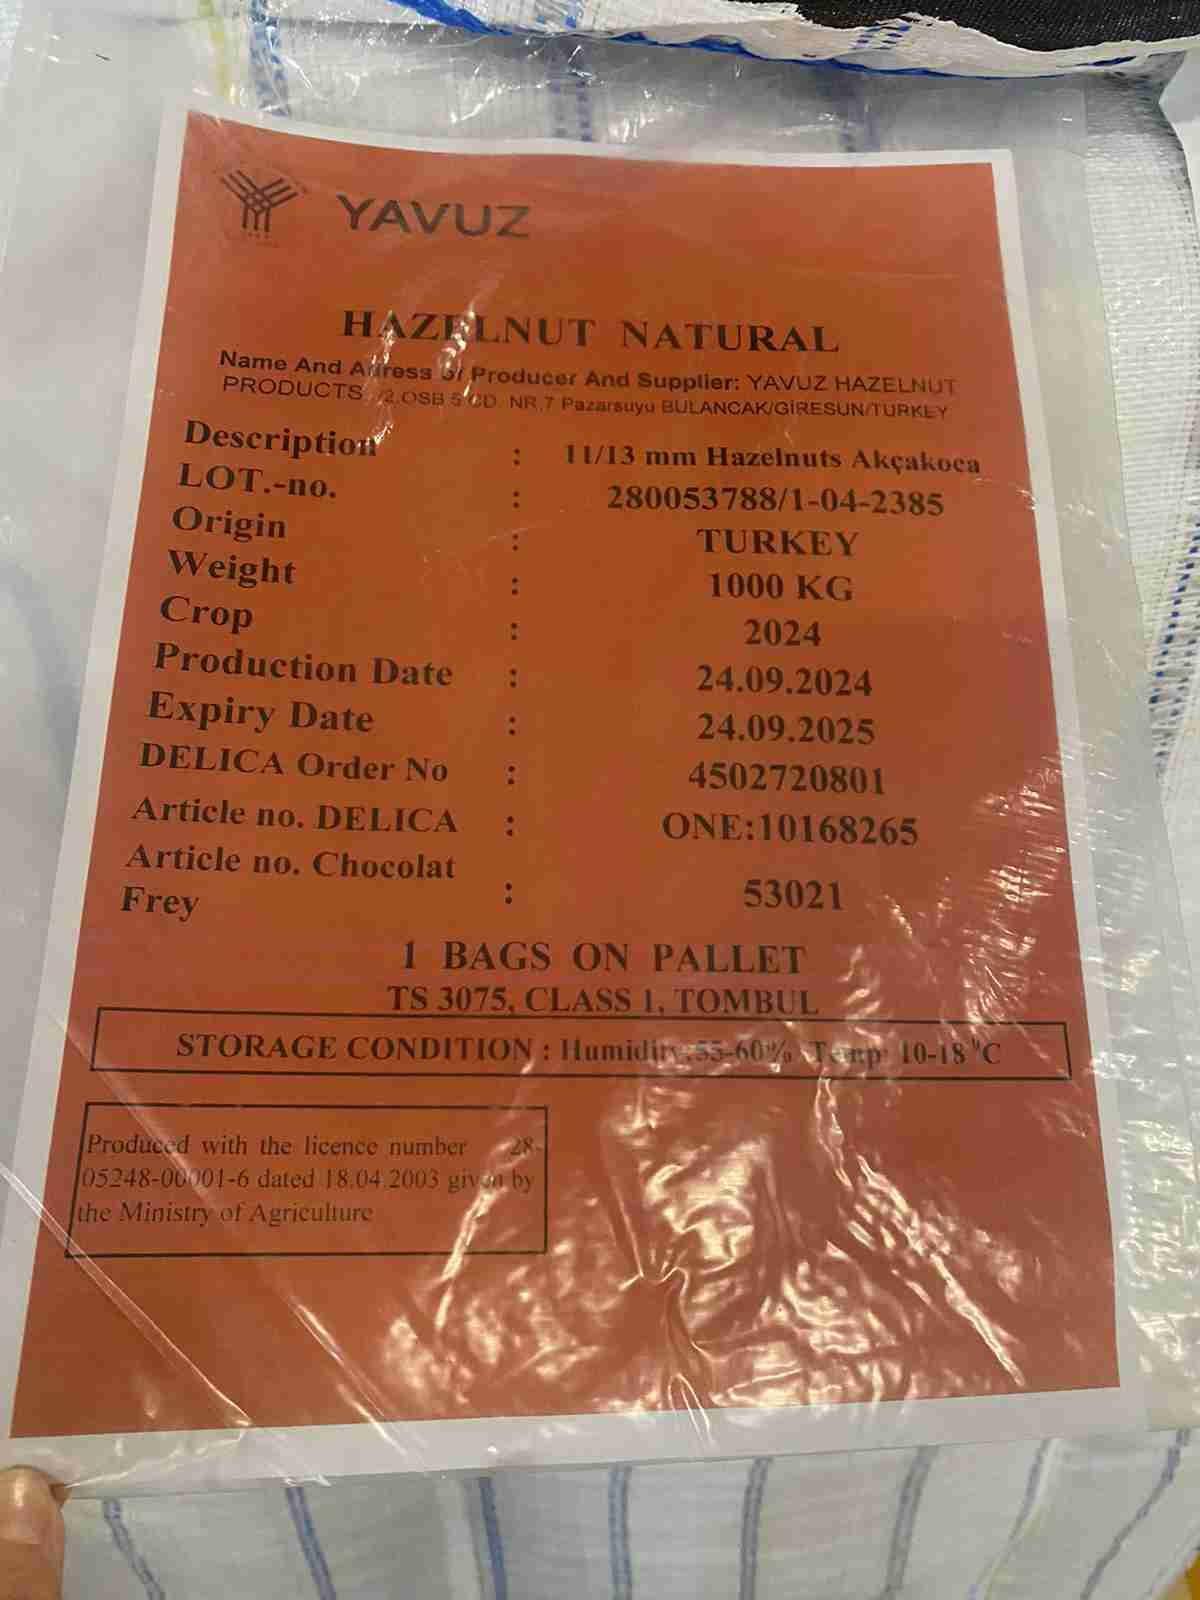 YAVUZ
HAZELNUT NATURAL
Name And Adress of Producer And Supplier: YAVUZ HAZELNUT
PRODUCTS 2.OSB 5 CD. NR.7 Pazarsuyu BULANCAK/GİRESUN/TURKEY
Description : 11/13 mm Hazelnuts Akçakoca
LOT.-no. : 280053788/1-04-2385
Origin : TURKEY
Weight : 1000 KG
Crop : 2024
Production Date : 24.09.2024
Expiry Date : 24.09.2025
DELICA Order No : 4502720801
Article no. DELICA : ONE:10168265
Article no. Chocolat
Frey : 53021
1 BAGS ON PALLET
TS 3075, CLASS 1, TOMBUL
STORAGE CONDITION : Humidity:55-60% Temp: 10-18 °C
Produced with the licence number 28-
05248-00001-6 dated 18.04.2003 given by
the Ministry of Agriculture